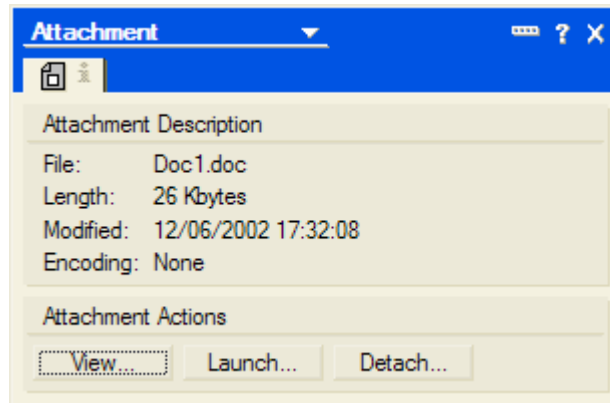 Attachment
?
i
Attachment Description
File: Doc1.doc
Length: 26 Kbytes
Modified: 12/06/2002 17:32:08
Encoding: None
Attachment Actions
View... Launch... Detach...